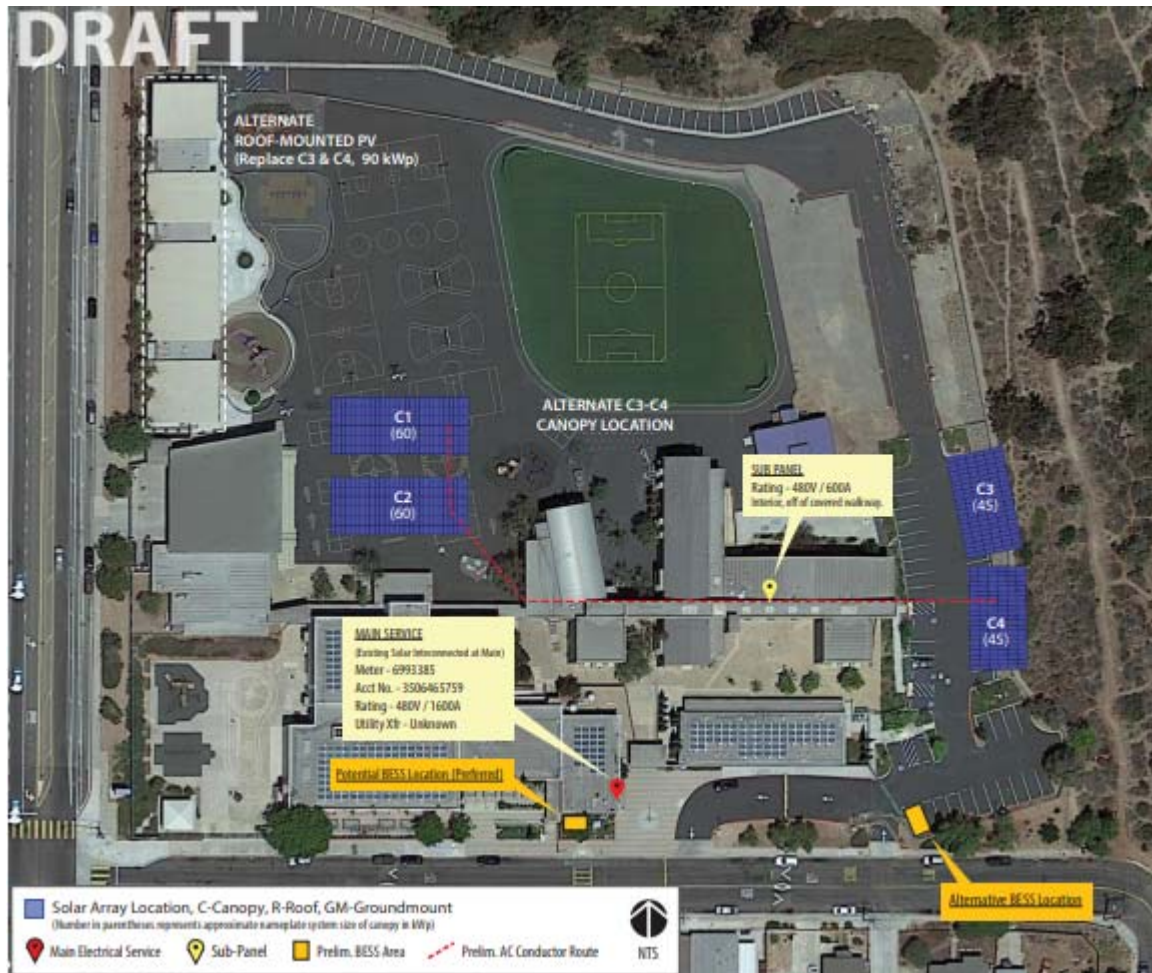 DRAFT
ALTERNATE
ROOF-MOUNTED PV
(Replace C3 & C4, 90 kWp)
ALTERNATE C3-C4
CANOPY LOCATION
C1
(60)
C2
(60)
SUB PANEL
Rating - 480V / 600A
Interior, off of covered walkway.
C3
(45)
C4
(45)
MAIN SERVICE
(Existing Solar Interconnected at Main)
Meter - 6993385
Acct No. - 3506465759
Rating - 480V / 1600A
Utility Xfr - Unknown
Potential BESS Location (Preferred)
Alternative BESS Location
Solar Array Location, C-Canopy, R-Roof, GM-Groundmount
(Number in parentheses represents approximate nameplate system size of canopy in kWp)
Main Electrical Service
Sub-Panel
Prelim. BESS Area
Prelim. AC Conductor Route
NTS